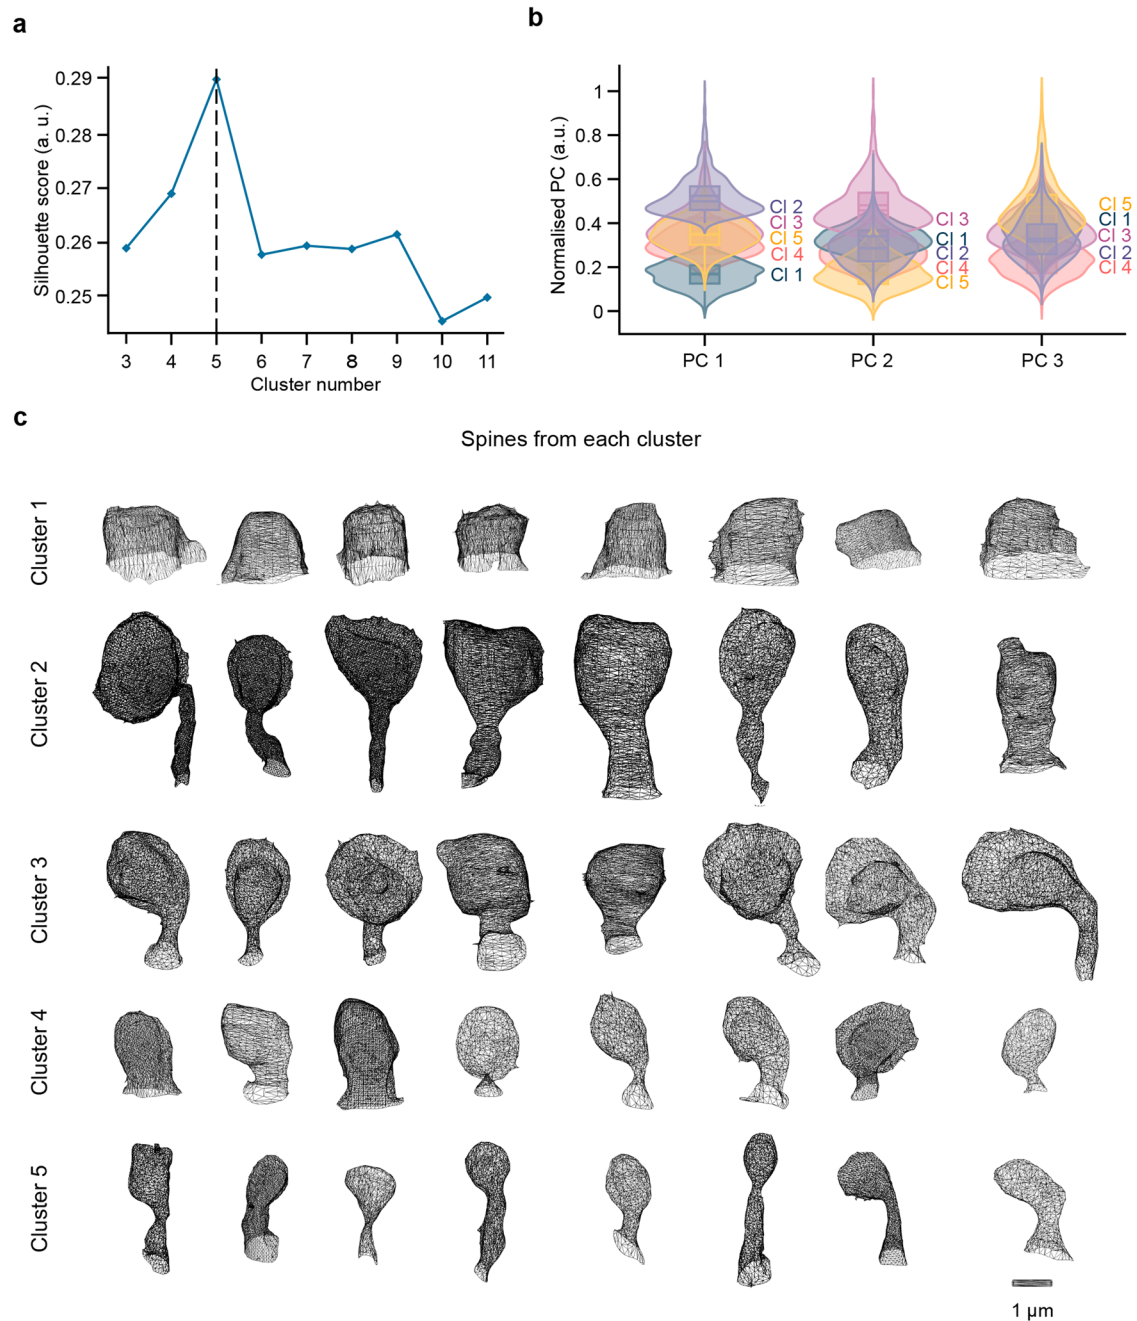 a
Silhouette score (a. u.)
0.29
0.28
0.27
0.26
0.25
3 4 5 6 7 8 9 10 11
Cluster number
b
Normalised PC (a.u.)
1
0.8
0.6
0.4
0.2
0
Cl 2
Cl 3
Cl 5
Cl 4
Cl 1
Cl 3
Cl 1
Cl 2
Cl 4
Cl 5
Cl 5
Cl 1
Cl 3
Cl 2
Cl 4
PC 1 PC 2 PC 3
c
Spines from each cluster
Cluster 1
Cluster 2
Cluster 3
Cluster 4
Cluster 5
1 µm